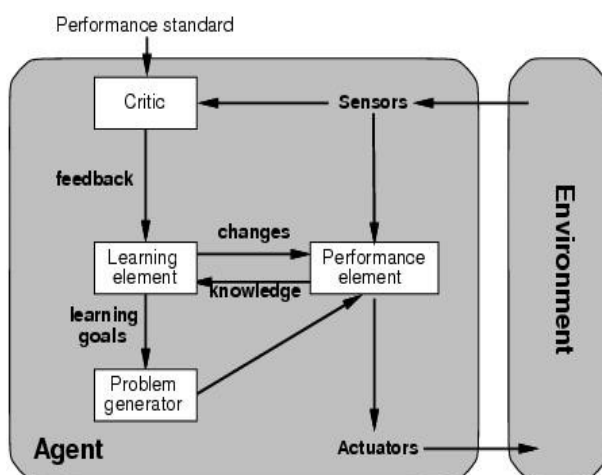 Performance standard
Critic
Sensors
feedback
changes
Learning
element
Performance
element
knowledge
learning
goals
Problem
generator
Agent
Actuators
Environment